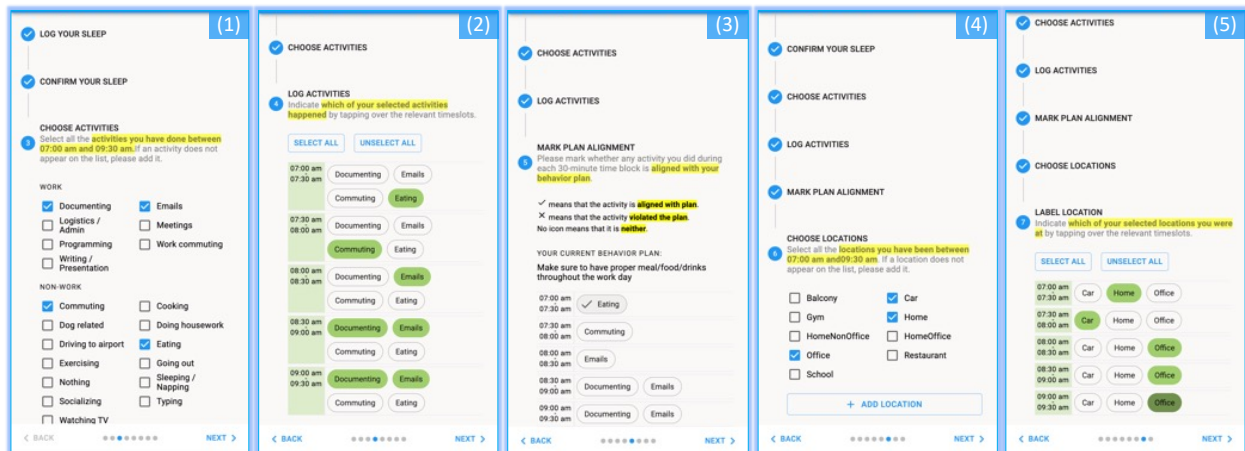 (1)
LOG YOUR SLEEP
CONFIRM YOUR SLEEP
CHOOSE ACTIVITIES
3
Select all the activities you have done between
07:00 am and 09:30 am.If an activity does not
appear on the list, please add it.
WORK
Documenting
Emails
Logistics /
Admin
Meetings
Programming
Work commuting
Writing /
Presentation
NON-WORK
Commuting
Cooking
Dog related
Doing housework
Driving to airport
Eating
Exercising
Going out
Nothing
Sleeping /
Napping
Socializing
Typing
Watching TV
< BACK
NEXT >
(2)
CHOOSE ACTIVITIES
LOG ACTIVITIES
4
Indicate which of your selected activities
happened by tapping over the relevant timeslots.
SELECT ALL
UNSELECT ALL
07:00 am
07:30 am
Documenting
Emails
Commuting
Eating
07:30 am
08:00 am
Documenting
Emails
Commuting
Eating
08:00 am
08:30 am
Documenting
Emails
Commuting
Eating
08:30 am
09:00 am
Documenting
Emails
Commuting
Eating
09:00 am
09:30 am
Documenting
Emails
Commuting
Eating
< BACK
NEXT >
(3)
CHOOSE ACTIVITIES
LOG ACTIVITIES
MARK PLAN ALIGNMENT
5
Please mark whether any activity you did during
each 30-minute time block is aligned with your
behavior plan.
✓ means that the activity is aligned with plan.
✕ means that the activity violated the plan.
No icon means that it is neither.
YOUR CURRENT BEHAVIOR PLAN:
Make sure to have proper meal/food/drinks
throughout the work day
07:00 am
07:30 am
✓ Eating
07:30 am
08:00 am
Commuting
08:00 am
08:30 am
Emails
08:30 am
09:00 am
Documenting
Emails
09:00 am
09:30 am
Documenting
Emails
< BACK
NEXT >
(4)
CONFIRM YOUR SLEEP
CHOOSE ACTIVITIES
LOG ACTIVITIES
MARK PLAN ALIGNMENT
CHOOSE LOCATIONS
6
Select all the locations you have been between
07:00 am and09:30 am. If a location does not
appear on the list, please add it.
Balcony
Car
Gym
Home
HomeNonOffice
HomeOffice
Office
Restaurant
School
+ ADD LOCATION
< BACK
NEXT >
(5)
CHOOSE ACTIVITIES
LOG ACTIVITIES
MARK PLAN ALIGNMENT
CHOOSE LOCATIONS
LABEL LOCATION
7
Indicate which of your selected locations you were
at by tapping over the relevant timeslots.
SELECT ALL
UNSELECT ALL
07:00 am
07:30 am
Car
Home
Office
07:30 am
08:00 am
Car
Home
Office
08:00 am
08:30 am
Car
Home
Office
08:30 am
09:00 am
Car
Home
Office
09:00 am
09:30 am
Car
Home
Office
< BACK
NEXT >